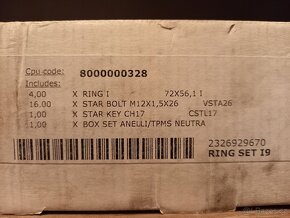 Cpu code: 8000000328
Includes:
4,00 X RING I 72X56,1 I
16,00 X STAR BOLT M12X1,5X26 VSTA26
1,00 X STAR KEY CH17 CSTL17
1,00 X BOX SET ANELLI/TPMS NEUTRA
2326929670
RING SET I9